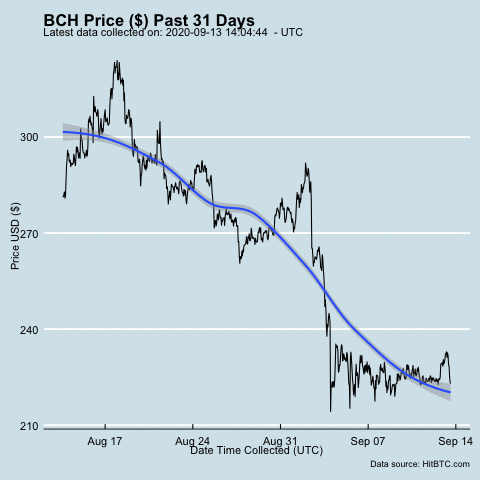 BCH Price ($) Past 31 Days
Latest data collected on: 2020-09-13 14:04:44 - UTC
Price USD ($)
300
270
240
210
Aug 17
Aug 24
Aug 31
Sep 07
Sep 14
Date Time Collected (UTC)
Data source: HitBTC.com